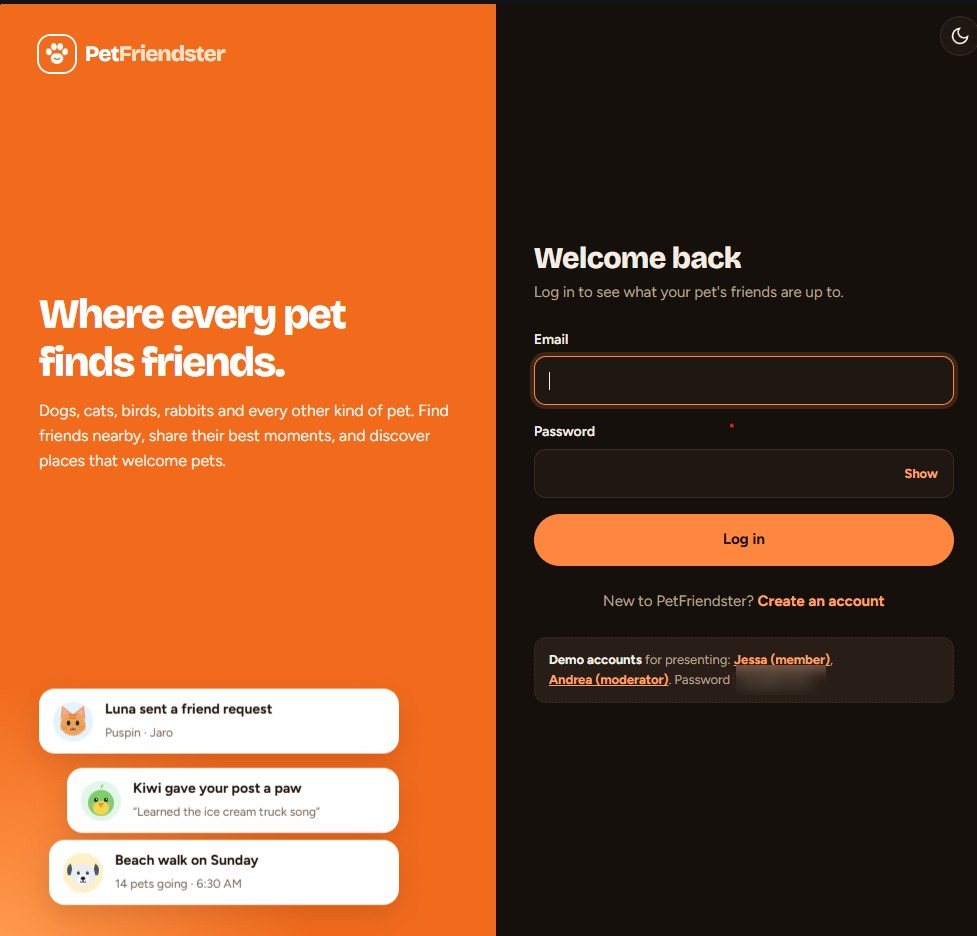 PetFriendster
Where every pet
finds friends.
Dogs, cats, birds, rabbits and every other kind of pet. Find
friends nearby, share their best moments, and discover
places that welcome pets.
Luna sent a friend request
Puspin · Jaro
Kiwi gave your post a paw
"Learned the ice cream truck song"
Beach walk on Sunday
14 pets going · 6:30 AM
Welcome back
Log in to see what your pet's friends are up to.
Email
Password
Show
Log in
New to PetFriendster? Create an account
Demo accounts for presenting: Jessa (member),
Andrea (moderator). Password